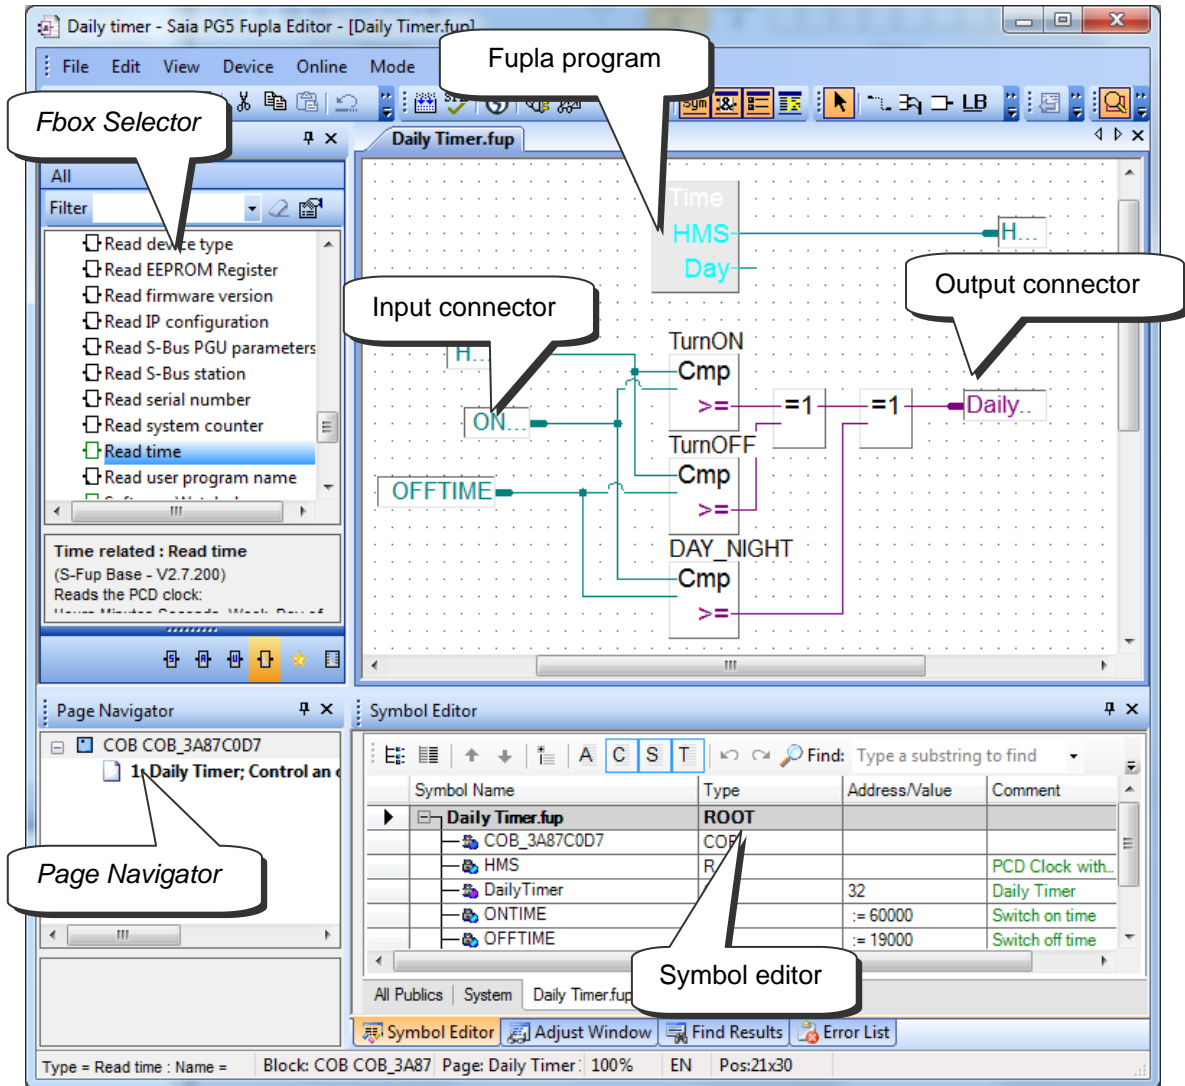 Daily timer - Saia PG5 Fupla Editor - [Daily Timer.fup]
File Edit View Device Online Mode
Fupla program
Fbox Selector
Sym LB
Daily Timer.fup
All
Filter
Read device type
Read EEPROM Register
Read firmware version
Read IP configuration
Read S-Bus PGU parameters
Read S-Bus station
Read serial number
Read system counter
Read time
Read user program name
Time related : Read time
(S-Fup Base - V2.7.200)
Reads the PCD clock:
Time
HMS
Day
H...
Output connector
Input connector
H...
ON...
OFFTIME
TurnON
Cmp
>=
=1
=1
Daily..
TurnOFF
Cmp
>=
DAY_NIGHT
Cmp
>=
S R U
Page Navigator
COB COB_3A87C0D7
1: Daily Timer; Control an
Page Navigator
Symbol Editor
A C S T Find: Type a substring to find
Symbol Name Type Address/Value Comment
Daily Timer.fup ROOT
COB_3A87C0D7 COB
HMS R PCD Clock with..
DailyTimer 32 Daily Timer
ONTIME := 60000 Switch on time
OFFTIME := 19000 Switch off time
Symbol editor
All Publics System Daily Timer.fup
Symbol Editor Adjust Window Find Results Error List
Type = Read time : Name = Block: COB COB_3A87 Page: Daily Timer 100% EN Pos:21x30